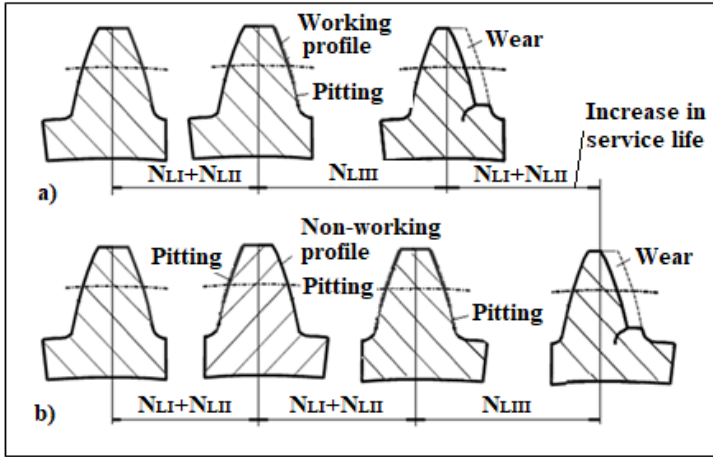 Working
profile
Wear
Pitting
Increase in
service life
NLI+NLII
NLIII
NLI+NLII
a)
Non-working
profile
Pitting
Pitting
Wear
Pitting
NLI+NLII
NLI+NLII
NLIII
b)